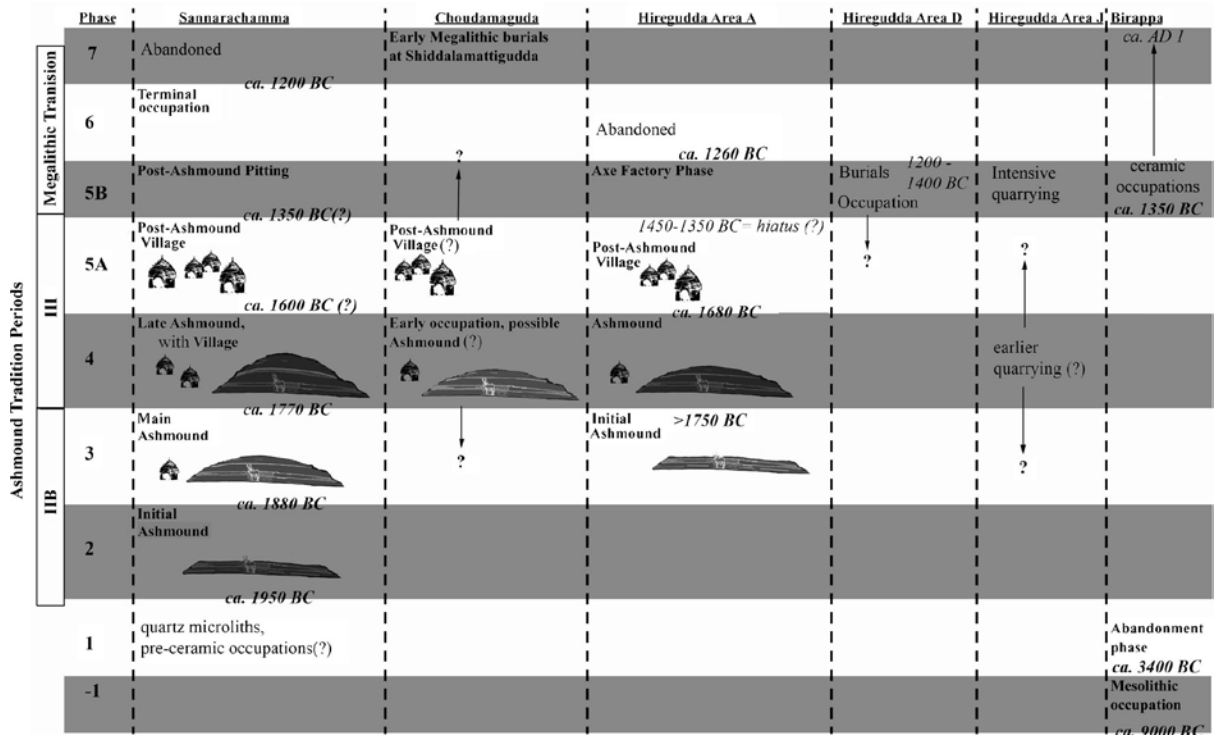 Phase Sannarachamma Choudamaguda Hiregudda Area A Hiregudda Area D Hiregudda Area J Birappa
Ashmound Tradition Periods
Megalithic Tranision
III
IIB
7
Abandoned
ca. 1200 BC
Early Megalithic burials
at Shiddalamattigudda
ca. AD 1
6
Terminal
occupation
?
Abandoned
ca. 1260 BC
5B
Post-Ashmound Pitting
ca. 1350 BC(?)
Axe Factory Phase
Burials 1200 -
1400 BC
Occupation
Intensive
quarrying
ceramic
occupations
ca. 1350 BC
5A
Post-Ashmound
Village
ca. 1600 BC (?)
Post-Ashmound
Village (?)
1450-1350 BC= hiatus (?)
Post-Ashmound
Village
ca. 1680 BC
?
?
4
Late Ashmound,
with Village
ca. 1770 BC
Early occupation, possible
Ashmound (?)
Ashmound
earlier
quarrying (?)
3
Main
Ashmound
ca. 1880 BC
?
Initial >1750 BC
Ashmound
?
2
Initial
Ashmound
ca. 1950 BC
1
quartz microliths,
pre-ceramic occupations(?)
Abandonment
phase
ca. 3400 BC
-1
Mesolithic
occupation
ca. 9000 BC